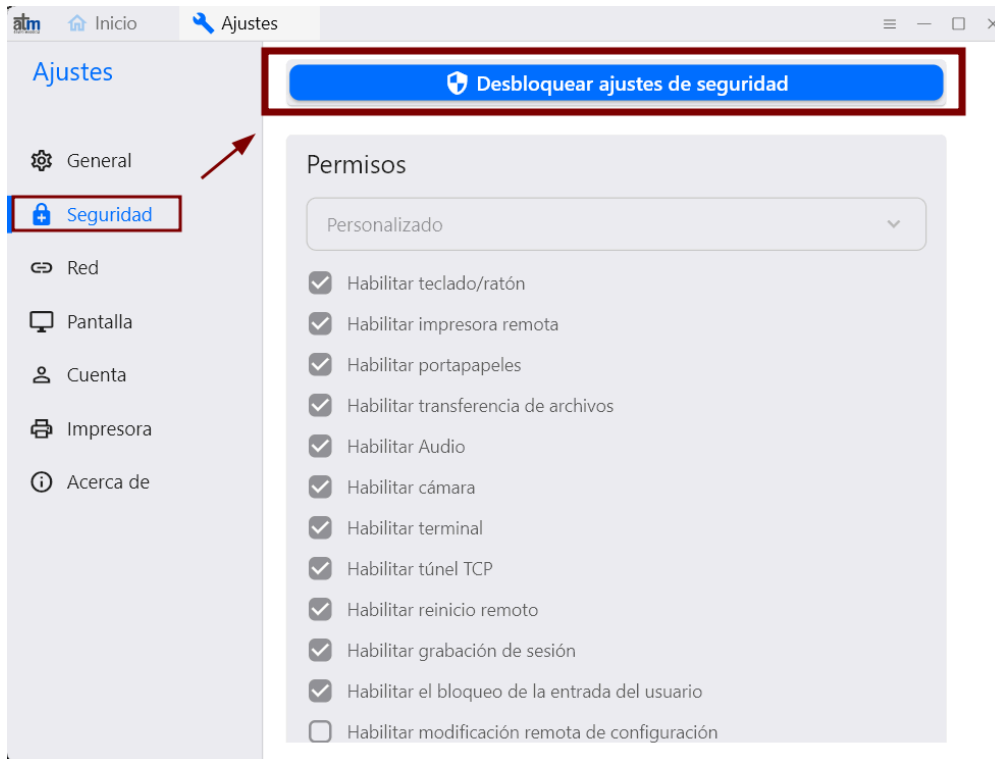 atm
Inicio
Ajustes
Ajustes
Desbloquear ajustes de seguridad
General
Seguridad
Red
Pantalla
Cuenta
Impresora
Acerca de
Permisos
Personalizado
Habilitar teclado/ratón
Habilitar impresora remota
Habilitar portapapeles
Habilitar transferencia de archivos
Habilitar Audio
Habilitar cámara
Habilitar terminal
Habilitar túnel TCP
Habilitar reinicio remoto
Habilitar grabación de sesión
Habilitar el bloqueo de la entrada del usuario
Habilitar modificación remota de configuración